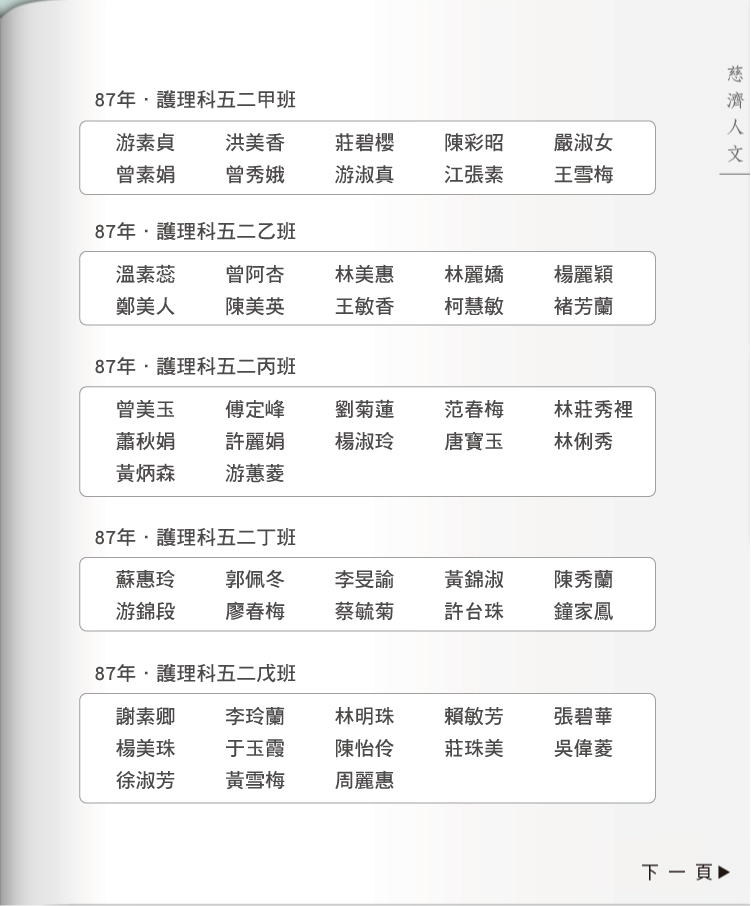 慈濟人文
87年．護理科五二甲班
游素貞 洪美香 莊碧櫻 陳彩昭 嚴淑女
曾素娟 曾秀娥 游淑真 江張素 王雪梅
87年．護理科五二乙班
溫素蕊 曾阿杏 林美惠 林麗嬌 楊麗穎
鄭美人 陳美英 王敏香 柯慧敏 褚芳蘭
87年．護理科五二丙班
曾美玉 傅定峰 劉菊蓮 范春梅 林莊秀裡
蕭秋娟 許麗娟 楊淑玲 唐寶玉 林俐秀
黃炳森 游蕙菱
87年．護理科五二丁班
蘇惠玲 郭佩冬 李旻諭 黃錦淑 陳秀蘭
游錦段 廖春梅 蔡毓菊 許台珠 鐘家鳳
87年．護理科五二戊班
謝素卿 李玲蘭 林明珠 賴敏芳 張碧華
楊美珠 于玉霞 陳怡伶 莊珠美 吳偉菱
徐淑芳 黃雪梅 周麗惠
下一頁▶